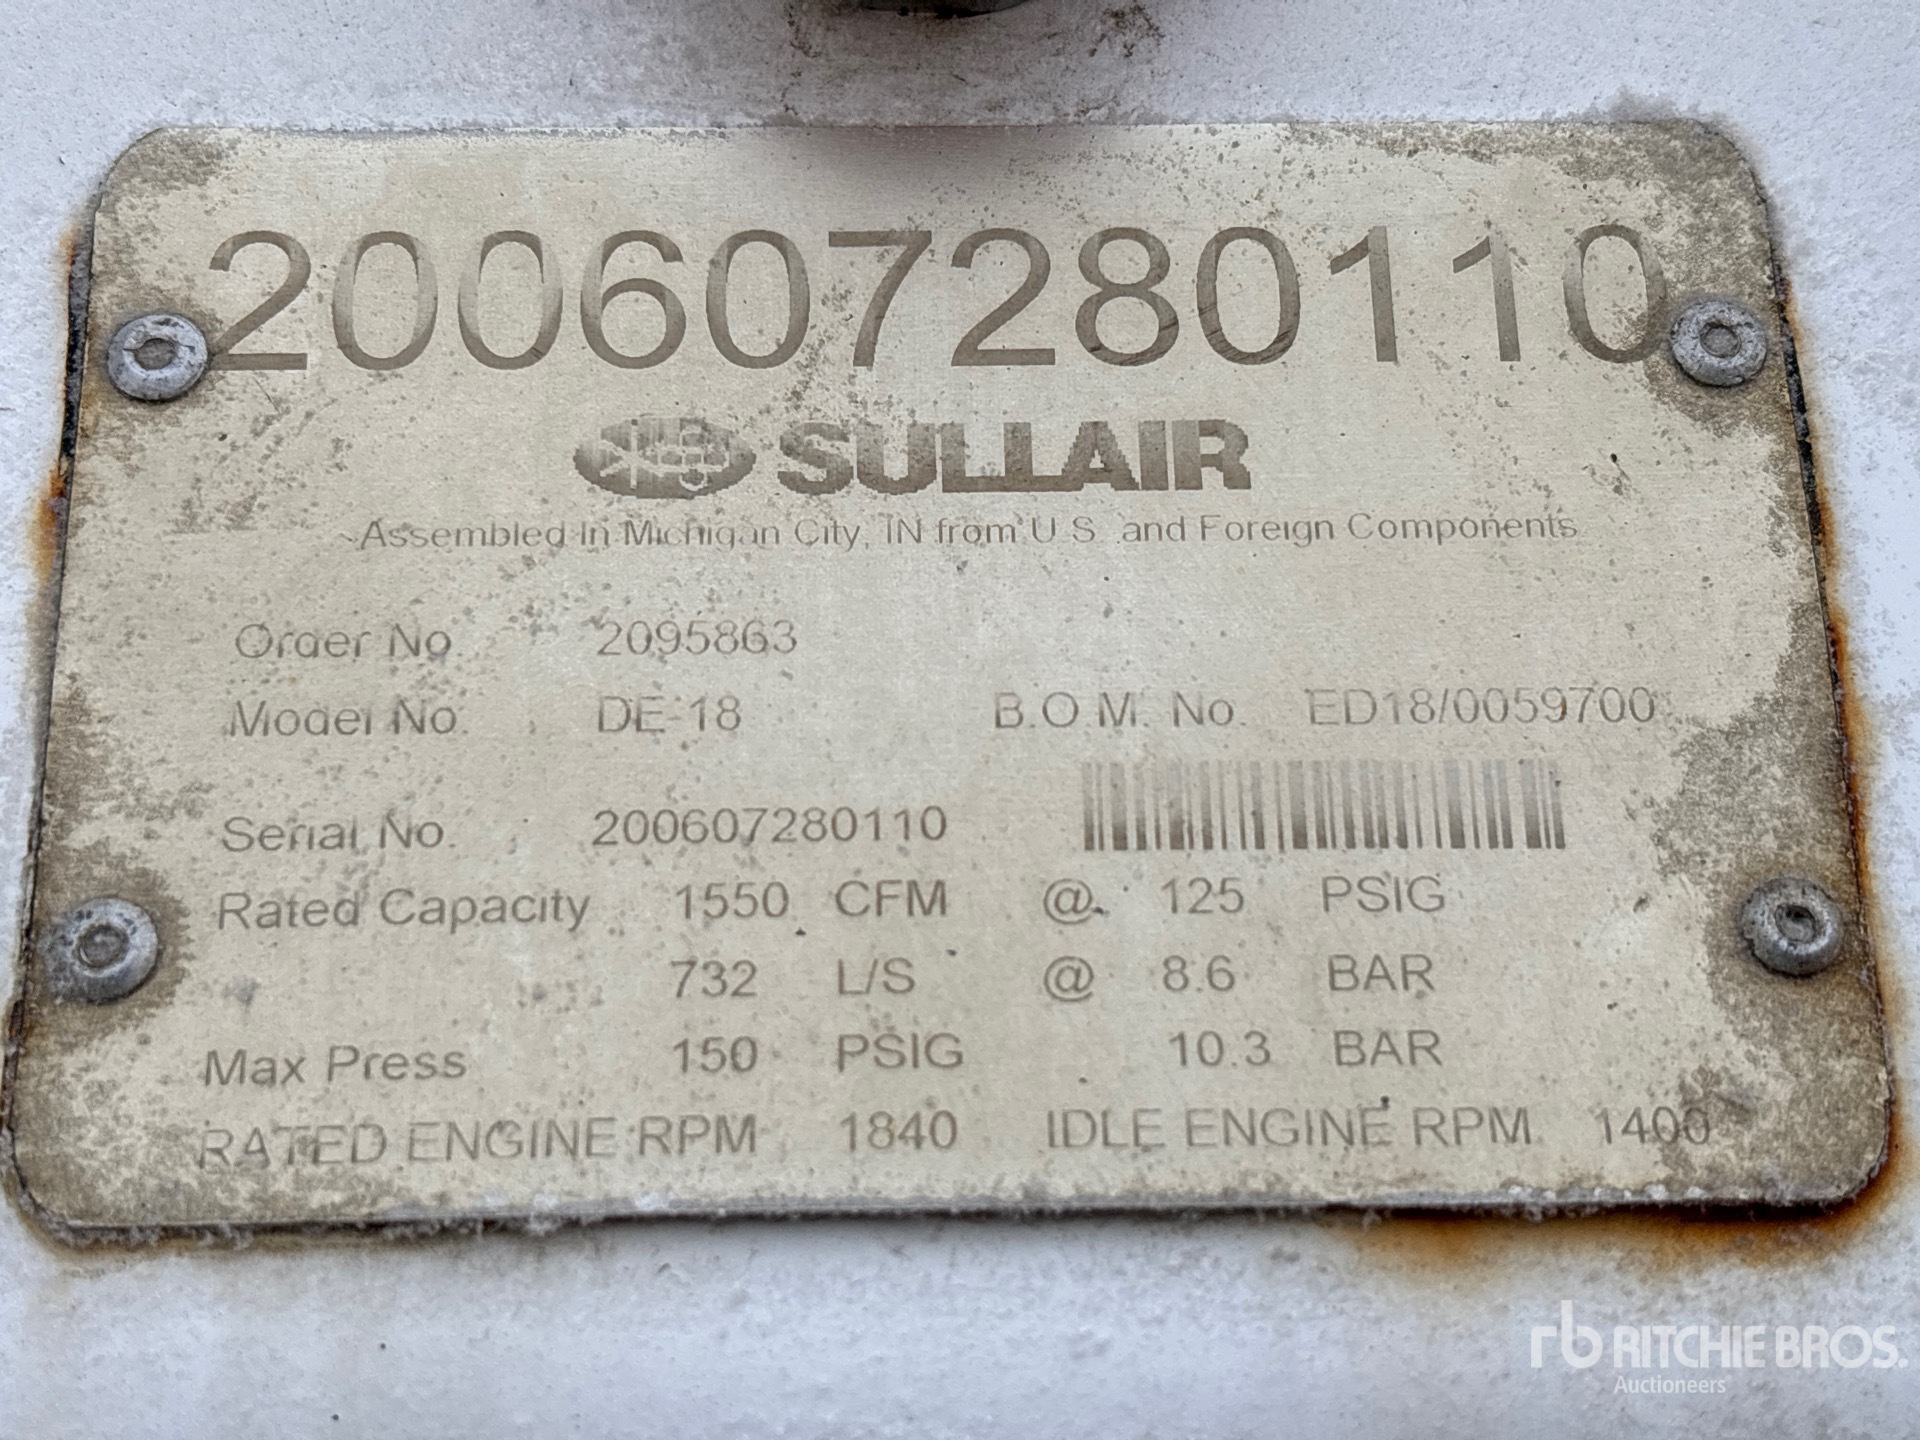 200607280110
SULLAIR
Assembled In Michigan City, IN from U S and Foreign Components
Order No. 2095863
Model No. DE-18 B.O.M. No. ED18/0059700
Serial No. 200607280110
Rated Capacity 1550 CFM @ 125 PSIG
732 L/S @ 8.6 BAR
Max Press 150 PSIG 10.3 BAR
RATED ENGINE RPM 1840 IDLE ENGINE RPM 1400
rb RITCHIE BROS.
Auctioneers